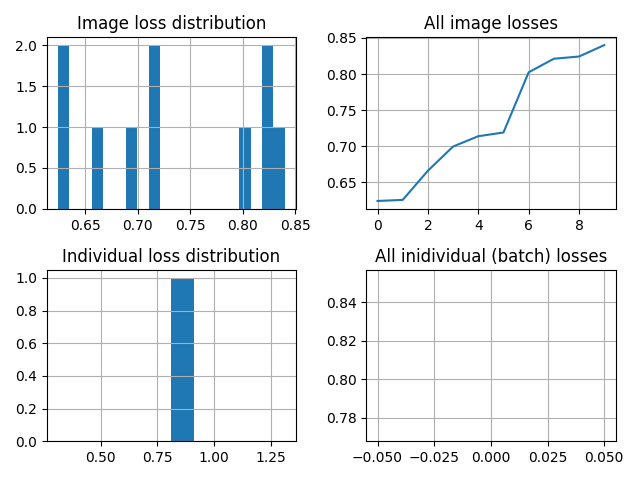 Image loss distribution
2.0
1.5
1.0
0.5
0.0
0.65 0.70 0.75 0.80 0.85
All image losses
0.85
0.80
0.75
0.70
0.65
0 2 4 6 8
Individual loss distribution
1.0
0.8
0.6
0.4
0.2
0.0
0.50 0.75 1.00 1.25
All inidividual (batch) losses
0.84
0.82
0.80
0.78
−0.050 −0.025 0.000 0.025 0.050